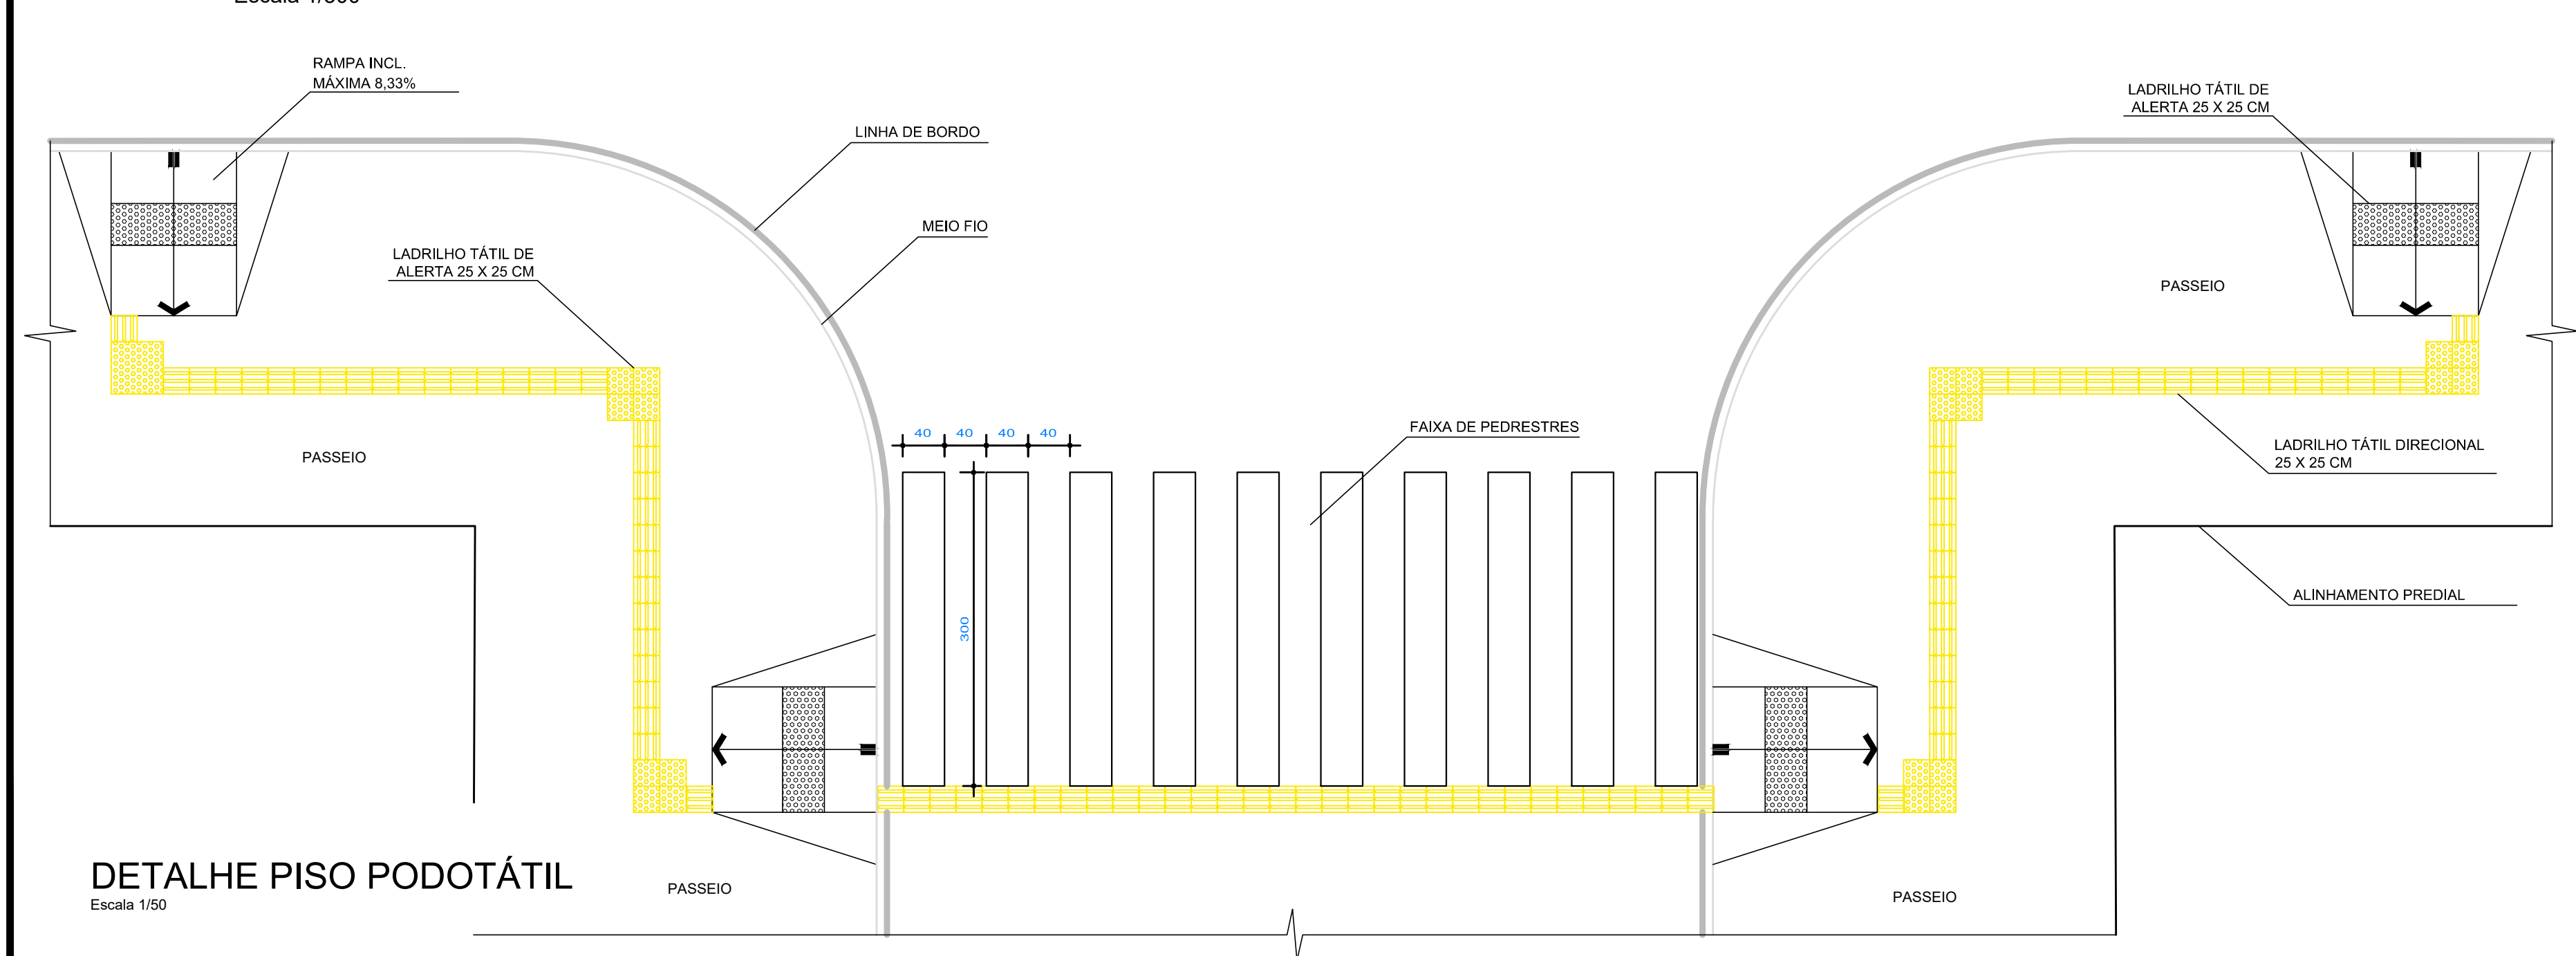 RAMPA INCL.
MÁXIMA 8,33%
LADRILHO TÁTIL DE
ALERTA 25 X 25 CM
LINHA DE BORDO
MEIO FIO
LADRILHO TÁTIL DE
ALERTA 25 X 25 CM
PASSEIO
PASSEIO
40 40 40 40
FAIXA DE PEDRESTRES
LADRILHO TÁTIL DIRECIONAL
25 X 25 CM
300
ALINHAMENTO PREDIAL
DETALHE PISO PODOTÁTIL
Escala 1/50
PASSEIO
PASSEIO